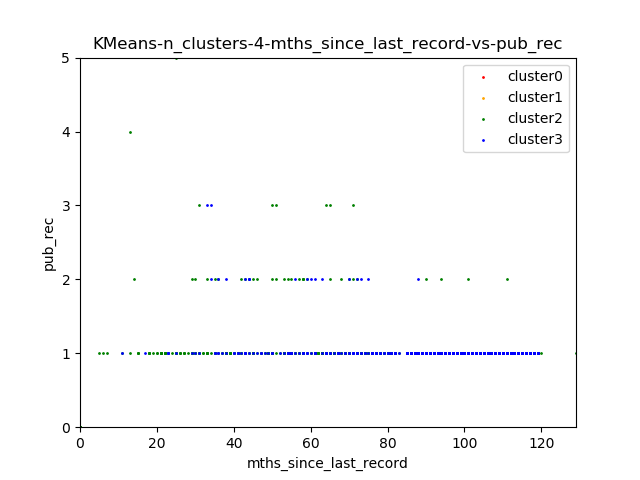 KMeans-n_clusters-4-mths_since_last_record-vs-pub_rec
5
4
3
2
1
0
pub_rec
cluster0
cluster1
cluster2
cluster3
0 20 40 60 80 100 120
mths_since_last_record